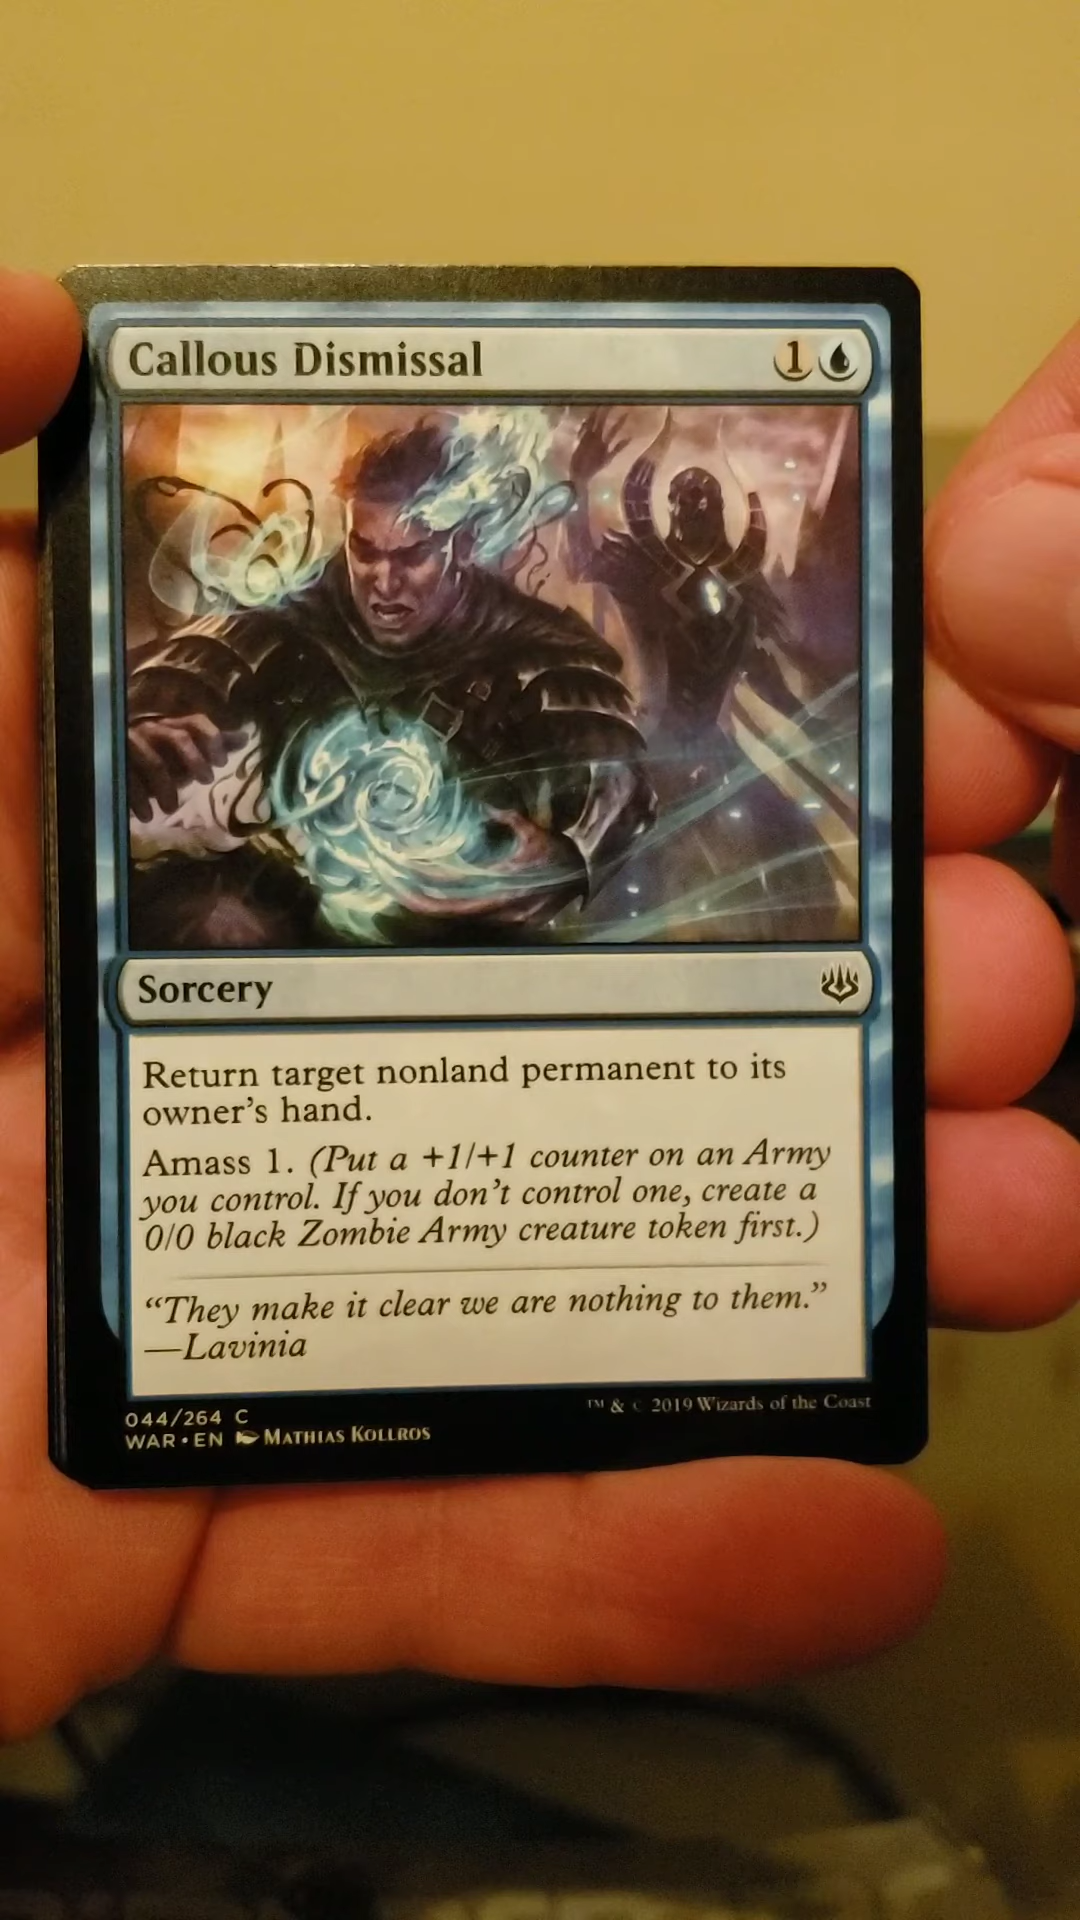 Callous Dismissal 1
Sorcery
Return target nonland permanent to its
owner's hand.
Amass 1. (Put a +1/+1 counter on an Army
you control. If you don't control one, create a
0/0 black Zombie Army creature token first.)
“They make it clear we are nothing to them.”
—Lavinia
044/264 C
WAR • EN MATHIAS KOLLROS
™ & © 2019 Wizards of the Coast